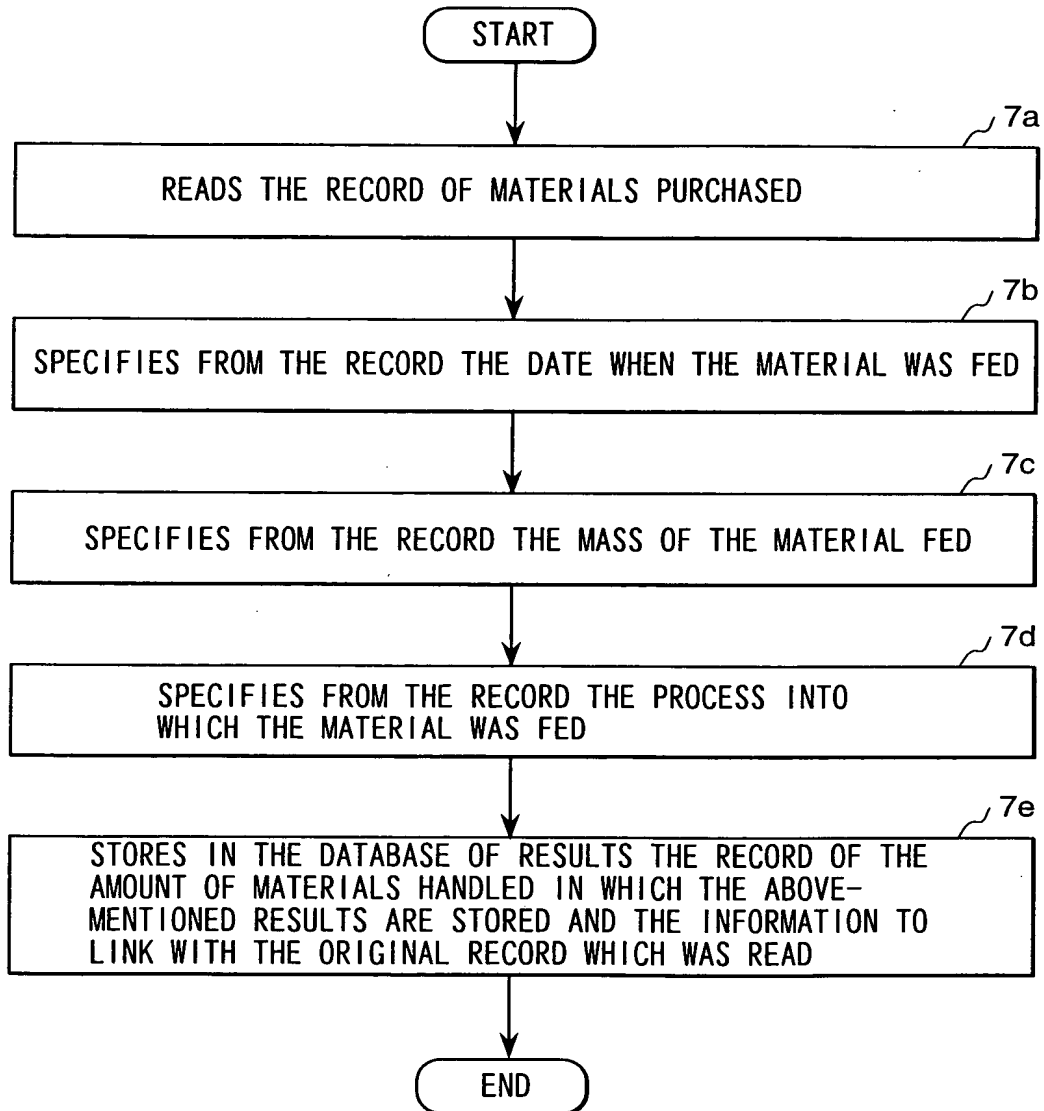 START
7a
READS THE RECORD OF MATERIALS PURCHASED
7b
SPECIFIES FROM THE RECORD THE DATE WHEN THE MATERIAL WAS FED
7c
SPECIFIES FROM THE RECORD THE MASS OF THE MATERIAL FED
7d
SPECIFIES FROM THE RECORD THE PROCESS INTO
WHICH THE MATERIAL WAS FED
7e
STORES IN THE DATABASE OF RESULTS THE RECORD OF THE
AMOUNT OF MATERIALS HANDLED IN WHICH THE ABOVE-
MENTIONED RESULTS ARE STORED AND THE INFORMATION TO
LINK WITH THE ORIGINAL RECORD WHICH WAS READ
END